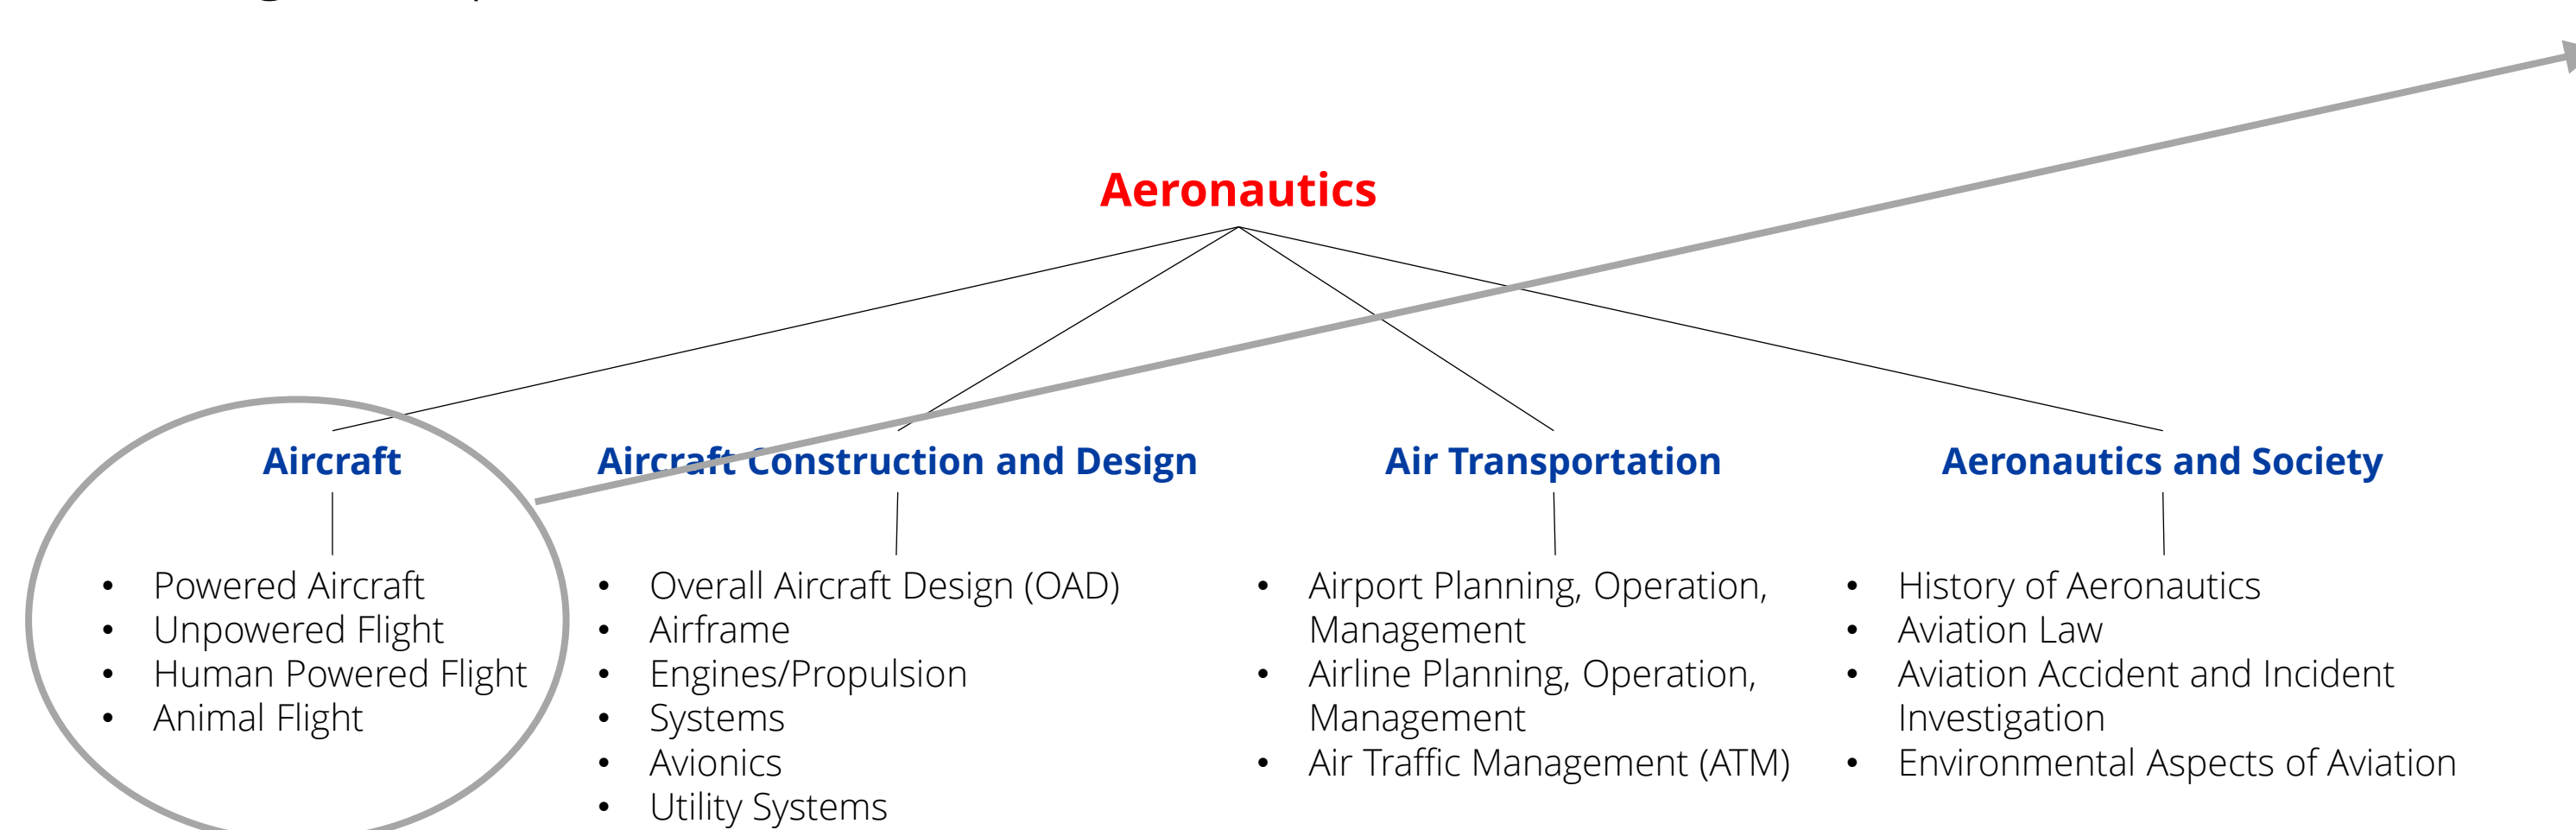 Aeronautics
Aircraft
Aircraft Construction and Design
Air Transportation
Aeronautics and Society
• Powered Aircraft
• Unpowered Flight
• Human Powered Flight
• Animal Flight
• Overall Aircraft Design (OAD)
• Airframe
• Engines/Propulsion
• Systems
• Avionics
• Utility Systems
• Airport Planning, Operation,
Management
• Airline Planning, Operation,
Management
• Air Traffic Management (ATM)
• History of Aeronautics
• Aviation Law
• Aviation Accident and Incident
Investigation
• Environmental Aspects of Aviation